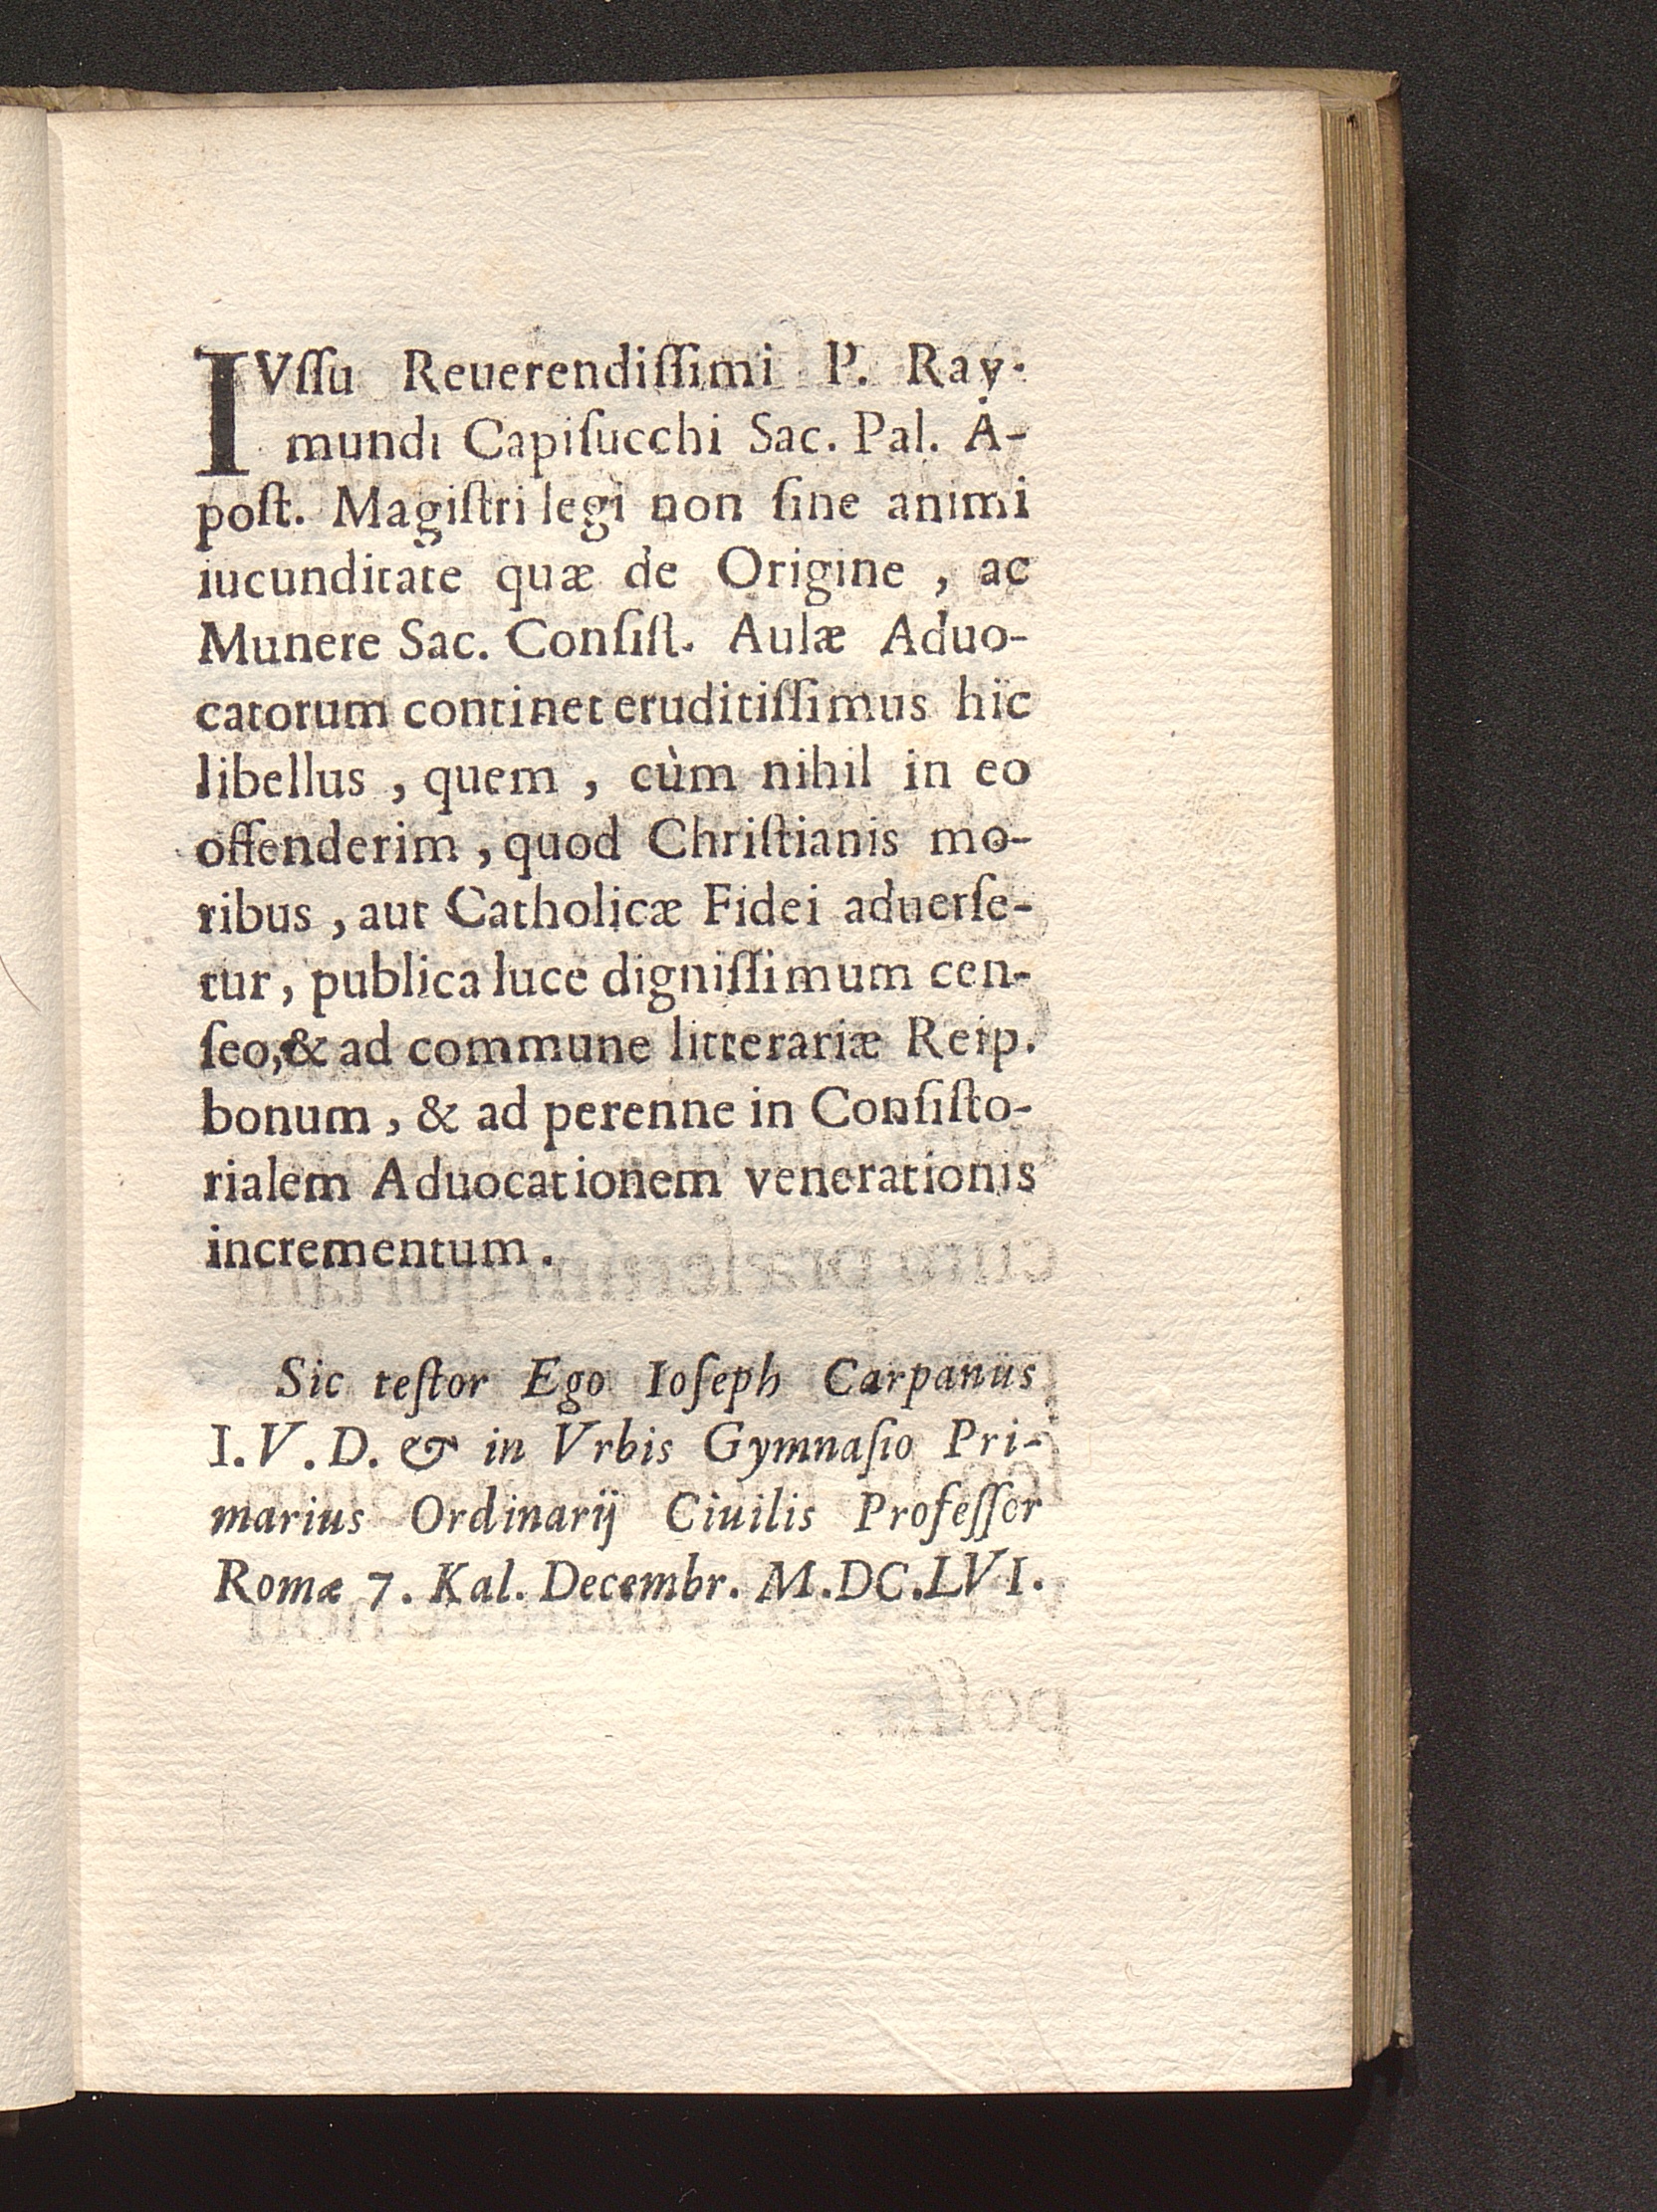 IVſſu Reuerendiſſimi P. Ray-
mundi Capiſucchi Sac. Pal. A-
poſt. Magiſtri legi non ſine animi
iucunditate quæ de Origine , ac
Munere Sac. Conſiſt. Aulæ Aduo-
catorum continet eruditiſſimus hic
libellus , quem , cùm nihil in eo
offenderim , quod Chriſtianis mo-
ribus , aut Catholicæ Fidei aduerſe-
tur , publica luce digniſſimum cen-
ſeo,& ad commune litterariæ Reip.
bonum , & ad perenne in Conſiſto-
rialem Aduocationem venerationis
incrementum .
Sic teſtor Ego Ioſeph Carpanus
I. V. D. & in Vrbis Gymnaſio Pri-
marius Ordinarij Ciuilis Profeſſor
Romæ 7. Kal. Decembr. M.DC.LVI.